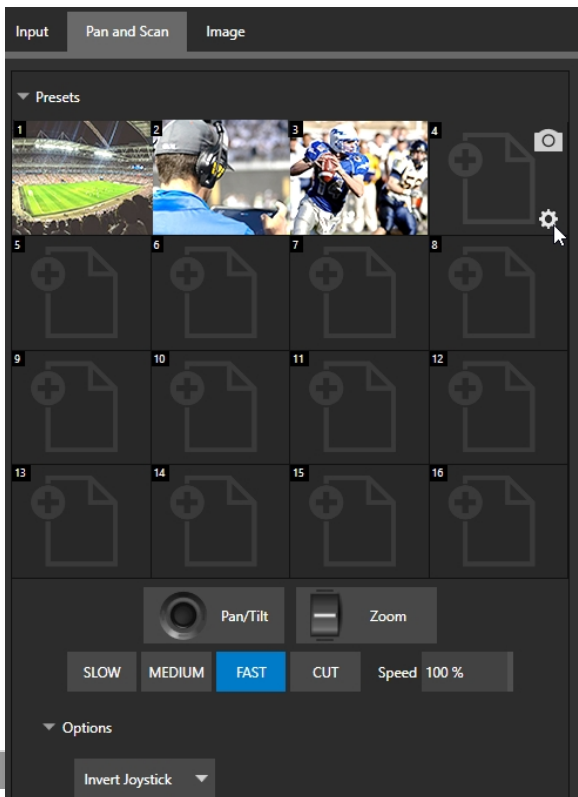 Input Pan and Scan Image
Presets
1 2 3 4
5 6 7 8
9 10 11 12
13 14 15 16
Pan/Tilt Zoom
SLOW MEDIUM FAST CUT Speed 100 %
Options
Invert Joystick